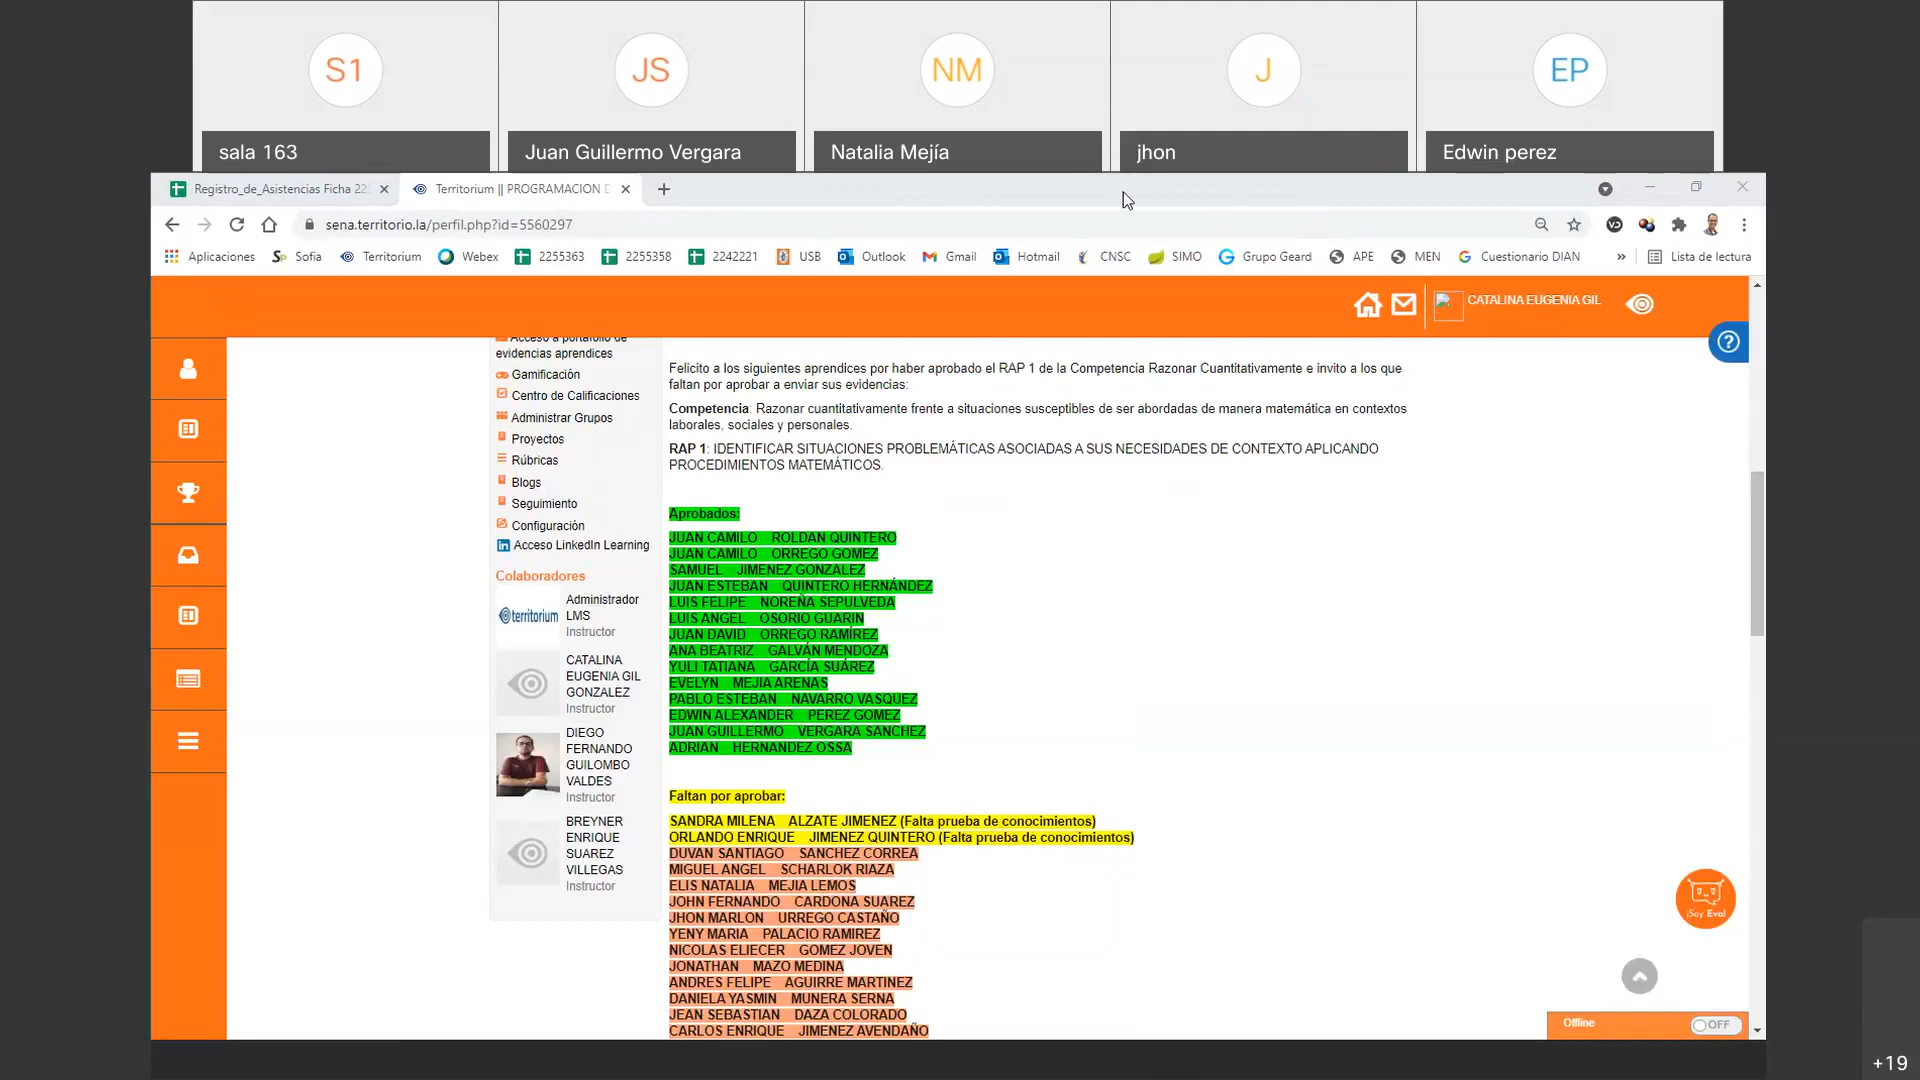 S1
JS
NM
J
EP
sala 163
Juan Guillermo Vergara
Natalia Mejía
jhon
Edwin perez
Registro_de_Asistencias Ficha 22
Territorium || PROGRAMACION D
sena.territorio.la/perfil.php?id=5560297
Aplicaciones
Sofia
Territorium
Webex
2255363
2255358
2242221
USB
Outlook
Gmail
Hotmail
CNSC
SIMO
Grupo Geard
APE
MEN
Cuestionario DIAN
»
Lista de lectura
CATALINA EUGENIA GIL
Acceso a portafolio de
evidencias aprendices
Gamificación
Centro de Calificaciones
Administrar Grupos
Proyectos
Rúbricas
Blogs
Seguimiento
Configuración
Acceso LinkedIn Learning
Colaboradores
territorium
Administrador
LMS
Instructor
CATALINA
EUGENIA GIL
GONZALEZ
Instructor
DIEGO
FERNANDO
GUILOMBO
VALDES
Instructor
BREYNER
ENRIQUE
SUAREZ
VILLEGAS
Instructor
Felicito a los siguientes aprendices por haber aprobado el RAP 1 de la Competencia Razonar Cuantitativamente e invito a los que
faltan por aprobar a enviar sus evidencias:
Competencia: Razonar cuantitativamente frente a situaciones susceptibles de ser abordadas de manera matemática en contextos
laborales, sociales y personales.
RAP 1: IDENTIFICAR SITUACIONES PROBLEMÁTICAS ASOCIADAS A SUS NECESIDADES DE CONTEXTO APLICANDO
PROCEDIMIENTOS MATEMÁTICOS.
Aprobados:
JUAN CAMILO ROLDAN QUINTERO
JUAN CAMILO ORREGO GOMEZ
SAMUEL JIMENEZ GONZALEZ
JUAN ESTEBAN QUINTERO HERNÁNDEZ
LUIS FELIPE NOREÑA SEPULVEDA
LUIS ANGEL OSORIO GUARIN
JUAN DAVID ORREGO RAMÍREZ
ANA BEATRIZ GALVÁN MENDOZA
YULI TATIANA GARCÍA SUÁREZ
EVELYN MEJIA ARENAS
PABLO ESTEBAN NAVARRO VASQUEZ
EDWIN ALEXANDER PEREZ GOMEZ
JUAN GUILLERMO VERGARA SANCHEZ
ADRIAN HERNANDEZ OSSA
Faltan por aprobar:
SANDRA MILENA ALZATE JIMENEZ (Falta prueba de conocimientos)
ORLANDO ENRIQUE JIMENEZ QUINTERO (Falta prueba de conocimientos)
DUVAN SANTIAGO SANCHEZ CORREA
MIGUEL ANGEL SCHARLOK RIAZA
ELIS NATALIA MEJIA LEMOS
JOHN FERNANDO CARDONA SUAREZ
JHON MARLON URREGO CASTAÑO
YENY MARIA PALACIO RAMIREZ
NICOLAS ELIECER GOMEZ JOVEN
JONATHAN MAZO MEDINA
ANDRES FELIPE AGUIRRE MARTINEZ
DANIELA YASMIN MUNERA SERNA
JEAN SEBASTIAN DAZA COLORADO
CARLOS ENRIQUE JIMENEZ AVENDAÑO
¡Soy Eva!
Offline
OFF
+19